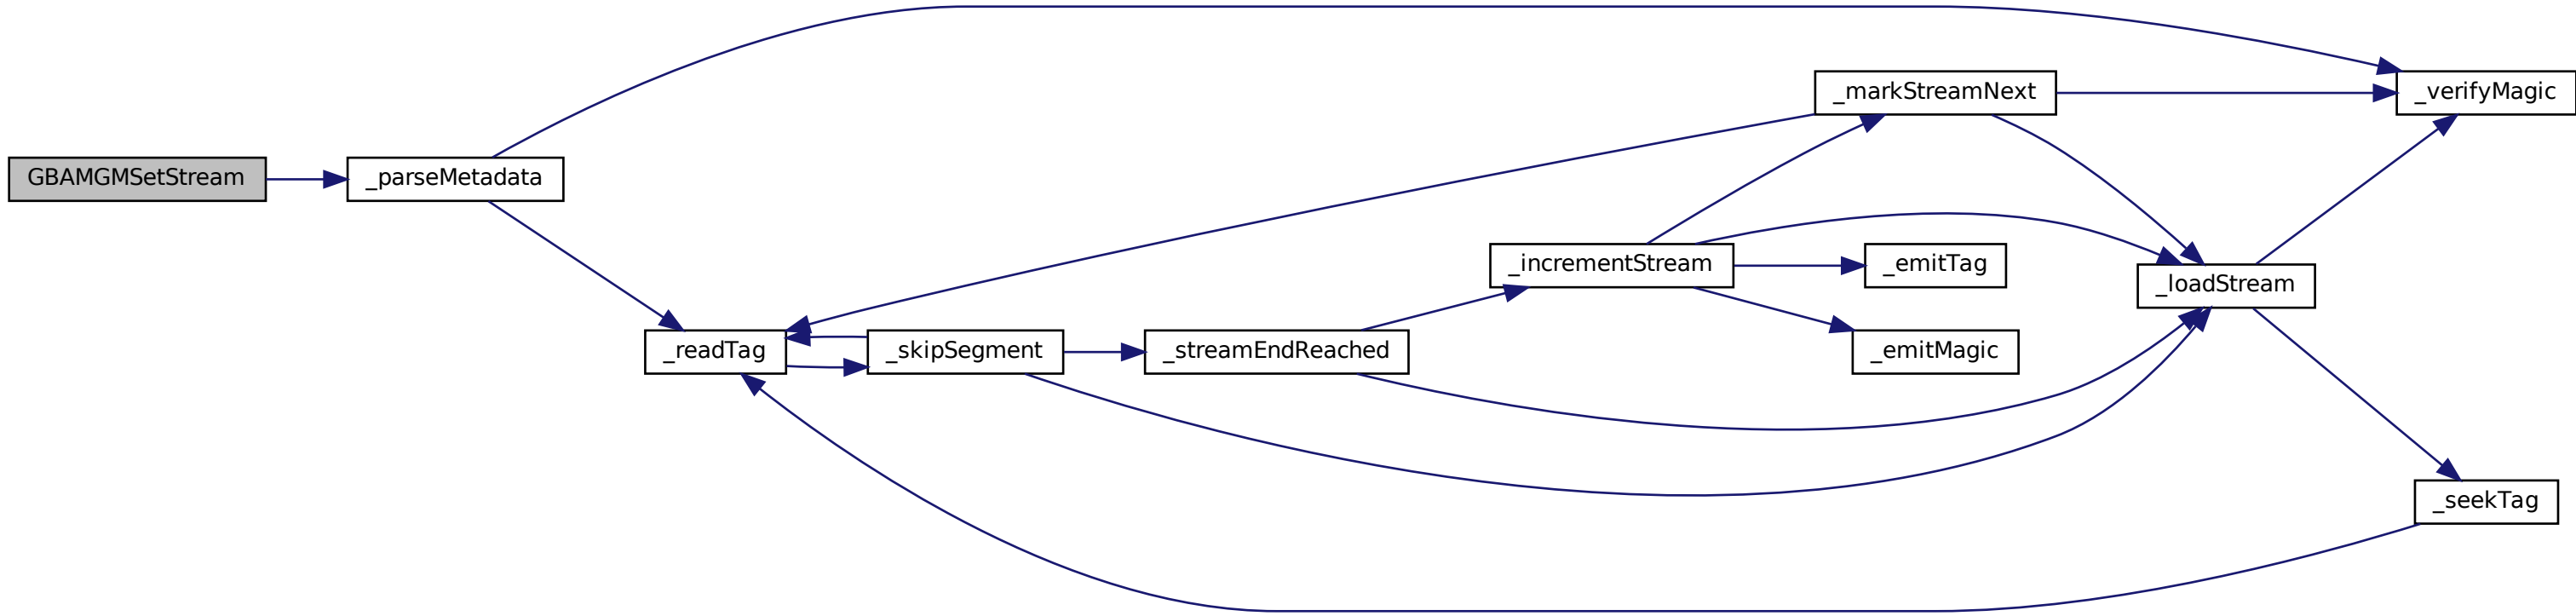 GBAMGMSetStream
_parseMetadata
_readTag
_skipSegment
_streamEndReached
_incrementStream
_markStreamNext
_emitTag
_emitMagic
_verifyMagic
_loadStream
_seekTag